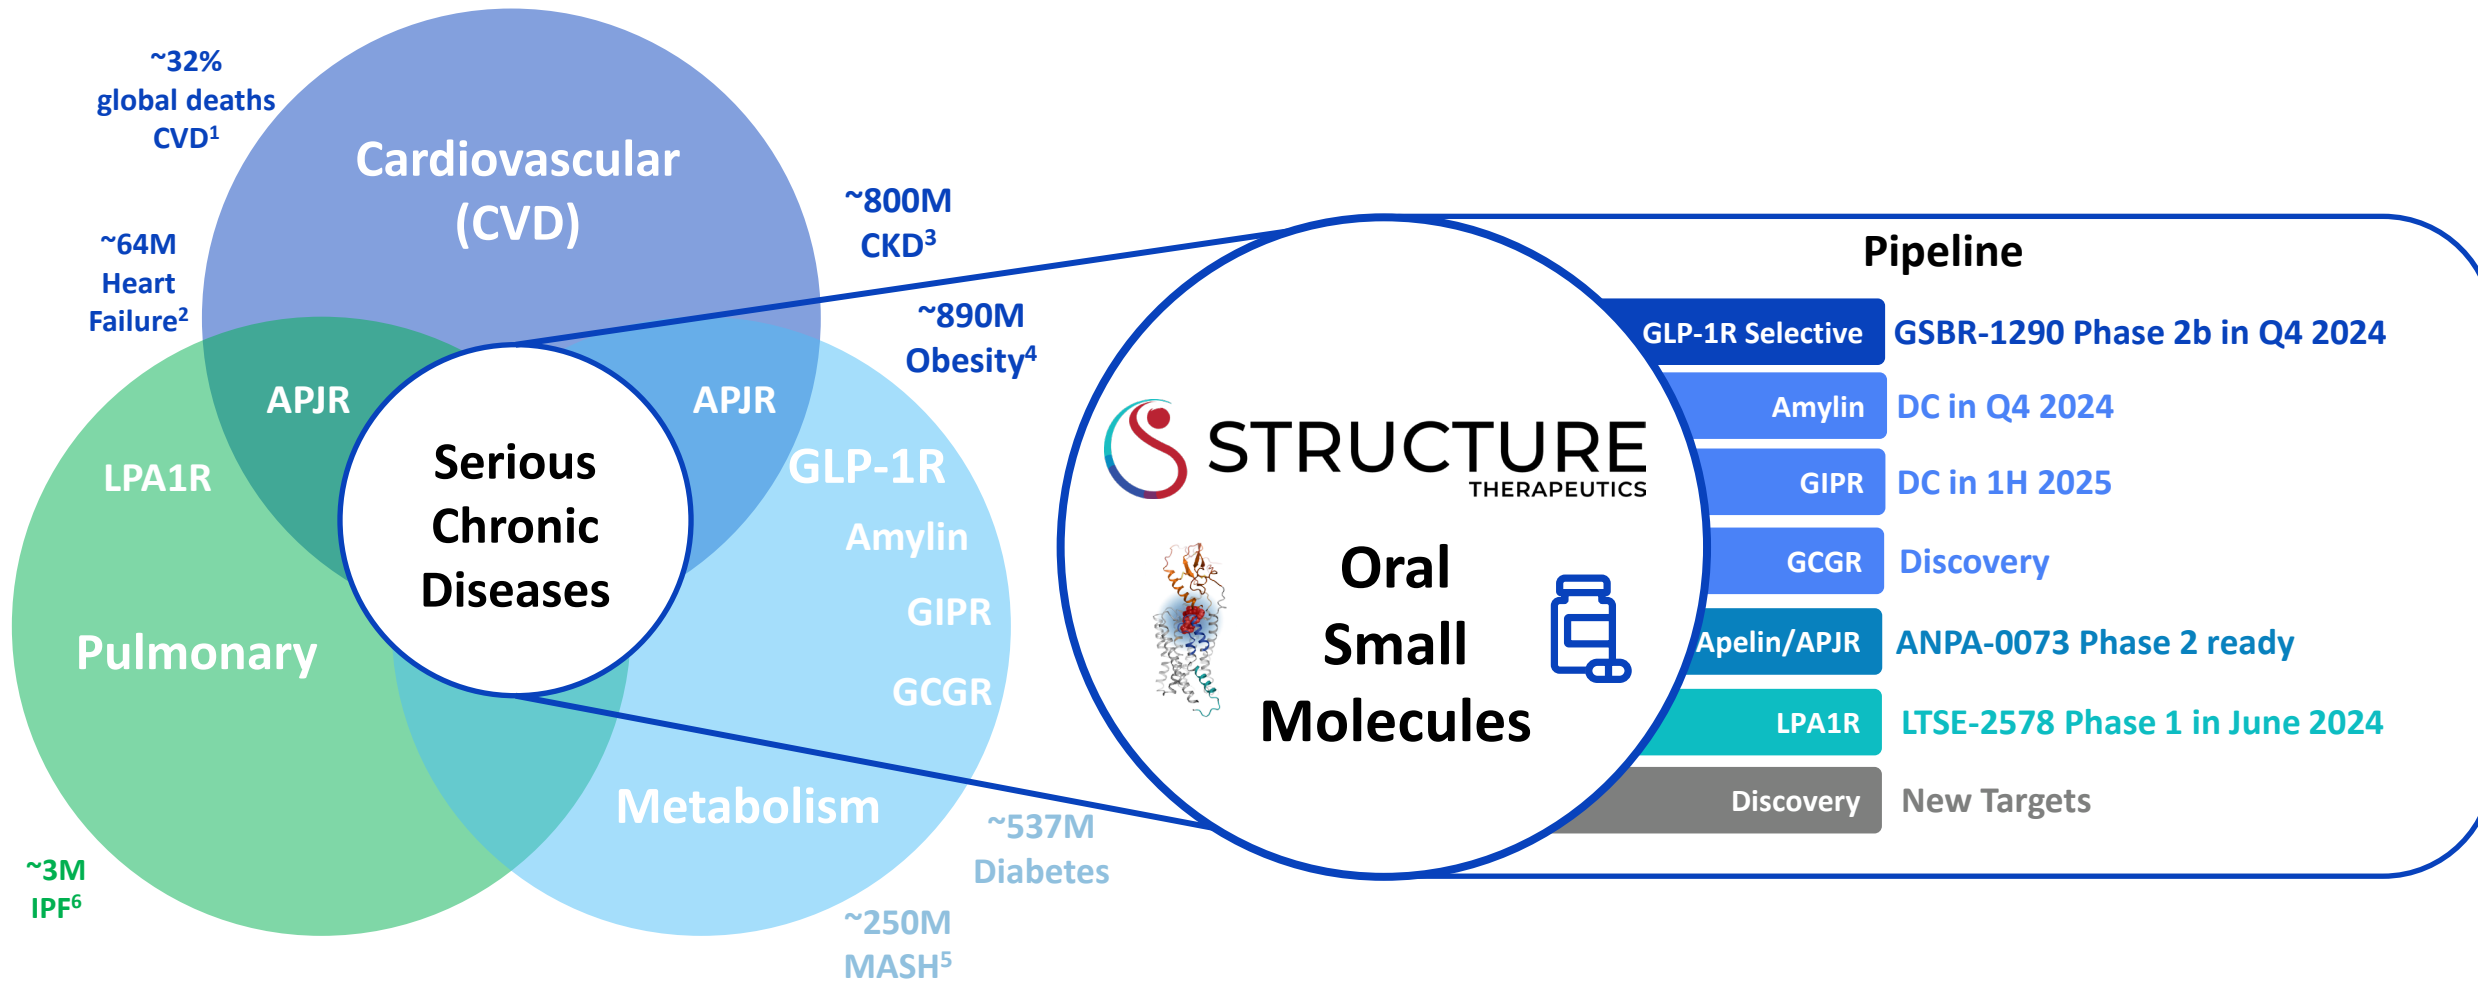 ~32%
global deaths
CVD1
~64M
Heart
Failure2
Cardiovascular
(CVD)
~800M
CKD3
~890M
Obesity4
APJR
APJR
LPA1R
GLP-1R
Amylin
GIPR
GCGR
Serious
Chronic
Diseases
Pulmonary
Metabolism
~3M
IPF6
~537M
Diabetes
~250M
MASH5
STRUCTURE
THERAPEUTICS
Oral
Small
Molecules
Pipeline
GLP-1R Selective GSBR-1290 Phase 2b in Q4 2024
Amylin DC in Q4 2024
GIPR DC in 1H 2025
GCGR Discovery
Apelin/APJR ANPA-0073 Phase 2 ready
LPA1R LTSE-2578 Phase 1 in June 2024
Discovery New Targets